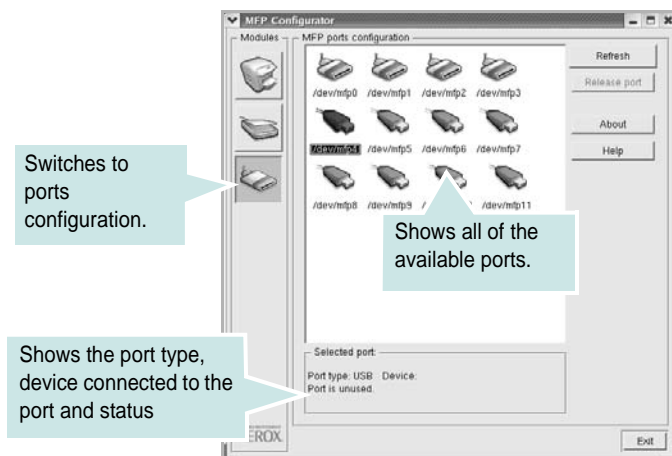 MFP Configurator
Modules
MFP ports configuration
/dev/mfp0 /dev/mfp1 /dev/mfp2 /dev/mfp3
/dev/mfp4 /dev/mfp5 /dev/mfp6 /dev/mfp7
/dev/mfp8 /dev/mfp9 /dev/mfp11
Refresh
Release port
About
Help
Switches to
ports
configuration.
Shows all of the
available ports.
Shows the port type,
device connected to the
port and status
Selected port:
Port type: USB Device:
Port is unused.
EROX
Exit